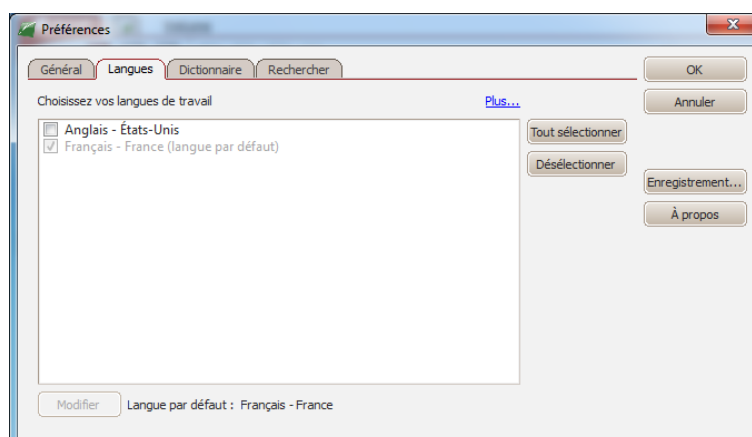 Préférences
Général Langues Dictionnaire Rechercher
OK
Choisissez vos langues de travail Plus...
Annuler
Anglais - États-Unis
Tout sélectionner
Français - France (langue par défaut)
Désélectionner
Enregistrement...
À propos
Modifier Langue par défaut : Français - France